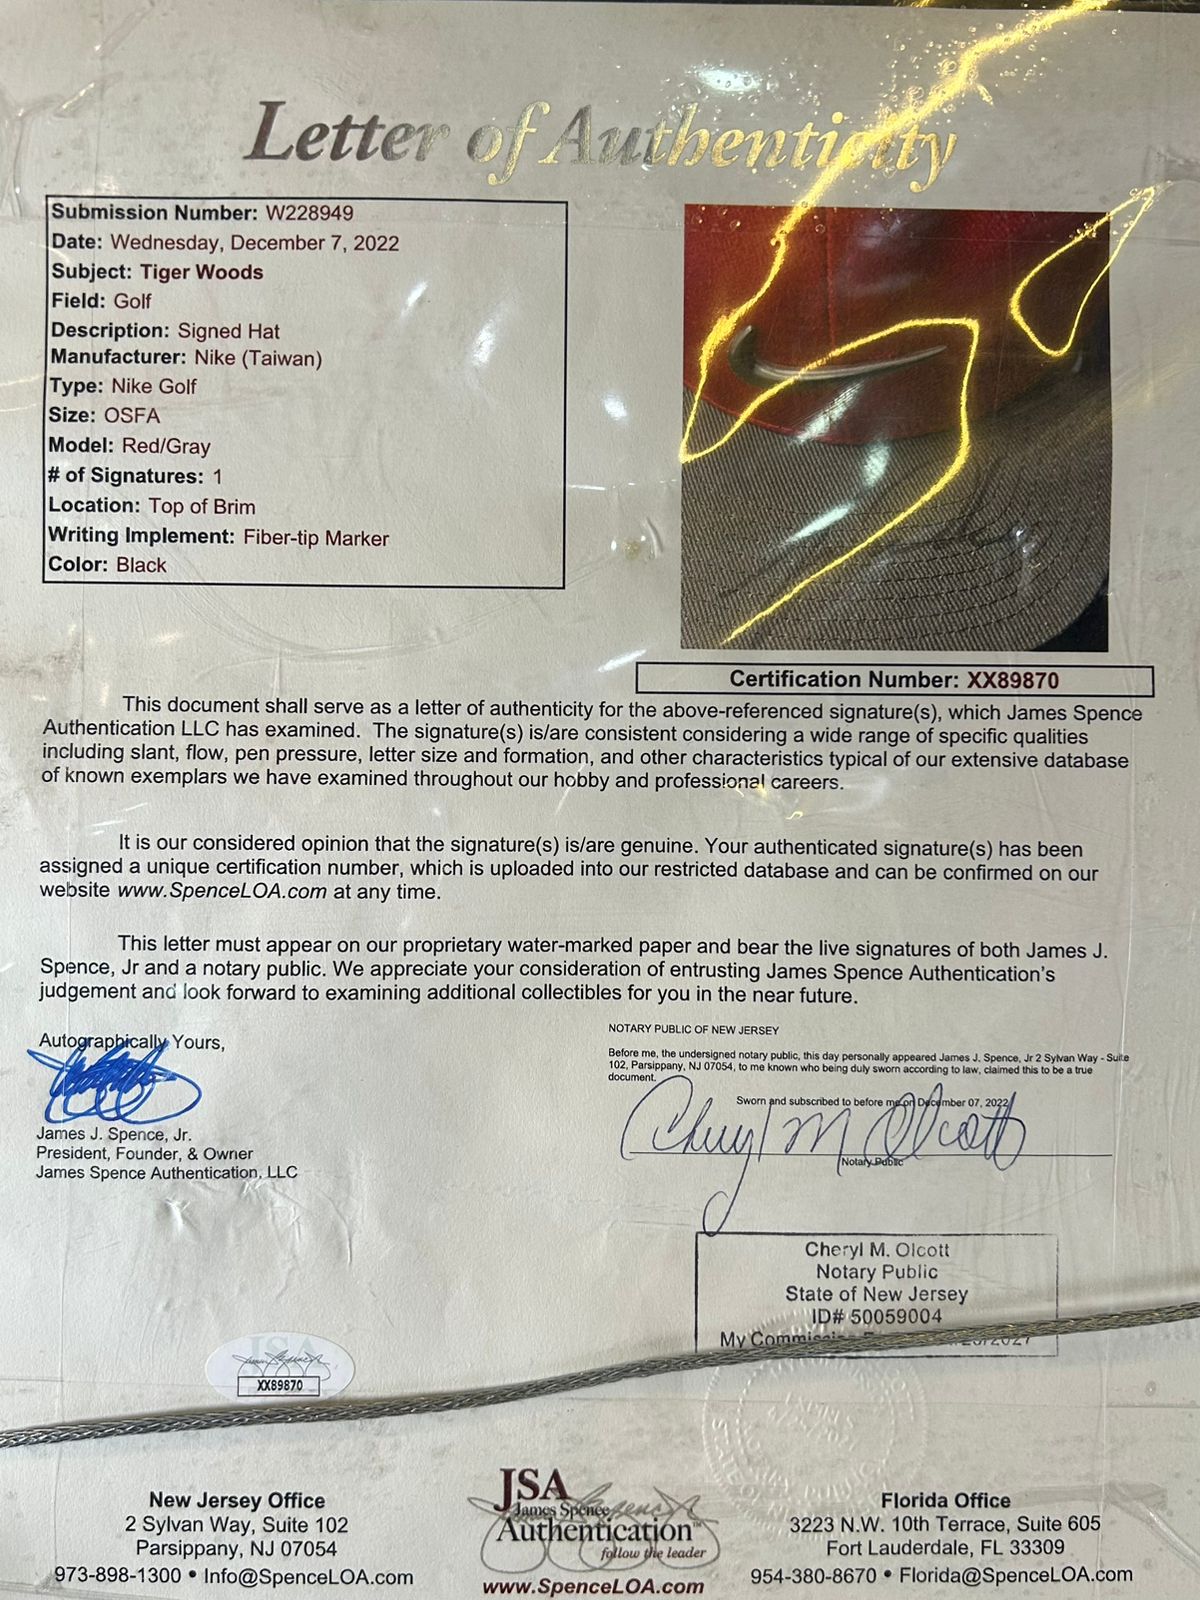 Letter of Authenticity
Submission Number: W228949
Date: Wednesday, December 7, 2022
Subject: Tiger Woods
Field: Golf
Description: Signed Hat
Manufacturer: Nike (Taiwan)
Type: Nike Golf
Size: OSFA
Model: Red/Gray
# of Signatures: 1
Location: Top of Brim
Writing Implement: Fiber-tip Marker
Color: Black
Certification Number: XX89870
This document shall serve as a letter of authenticity for the above-referenced signature(s), which James Spence
Authentication LLC has examined. The signature(s) is/are consistent considering a wide range of specific qualities
including slant, flow, pen pressure, letter size and formation, and other characteristics typical of our extensive database
of known exemplars we have examined throughout our hobby and professional careers.
It is our considered opinion that the signature(s) is/are genuine. Your authenticated signature(s) has been
assigned a unique certification number, which is uploaded into our restricted database and can be confirmed on our
website www.SpenceLOA.com at any time.
This letter must appear on our proprietary water-marked paper and bear the live signatures of both James J.
Spence, Jr and a notary public. We appreciate your consideration of entrusting James Spence Authentication's
judgement and look forward to examining additional collectibles for you in the near future.
Autographically Yours,
James J. Spence, Jr.
President, Founder, & Owner
James Spence Authentication, LLC
NOTARY PUBLIC OF NEW JERSEY
Before me, the undersigned notary public, this day personally appeared James J. Spence, Jr 2 Sylvan Way - Suite
102, Parsippany, NJ 07054, to me known who being duly sworn according to law, claimed this to be a true
document.
Sworn and subscribed to before me on December 07, 2022
Cheryl M Olcott
Notary Public
Cheryl M. Olcott
Notary Public
State of New Jersey
ID# 50059004
My
JSA
XX89870
New Jersey Office
2 Sylvan Way, Suite 102
Parsippany, NJ 07054
973-898-1300 • Info@SpenceLOA.com
JSA
James Spence
Authentication™
follow the leader
www.SpenceLOA.com
Florida Office
3223 N.W. 10th Terrace, Suite 605
Fort Lauderdale, FL 33309
954-380-8670 • Florida@SpenceLOA.com